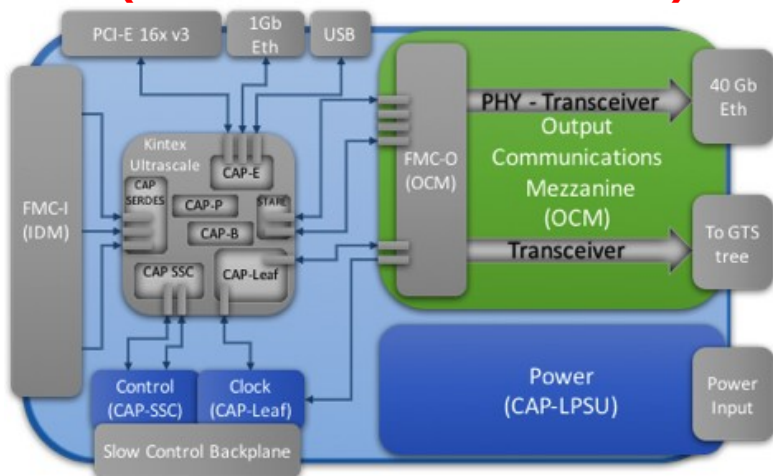 PCI-E 16x v3
1Gb
Eth
USB
40 Gb
Eth
PHY - Transceiver
Output
Communications
Mezzanine
(OCM)
FMC-O
(OCM)
Transceiver
To GTS
tree
Kintex
Ultrascale
CAP-E
CAP
SERDES
CAP-P
CAP-B
CAP SSC
CAP-Leaf
FMC-I
(IDM)
Control
(CAP-SSC)
Clock
(CAP-Leaf)
Slow Control Backplane
Power
(CAP-LPSU)
Power
Input